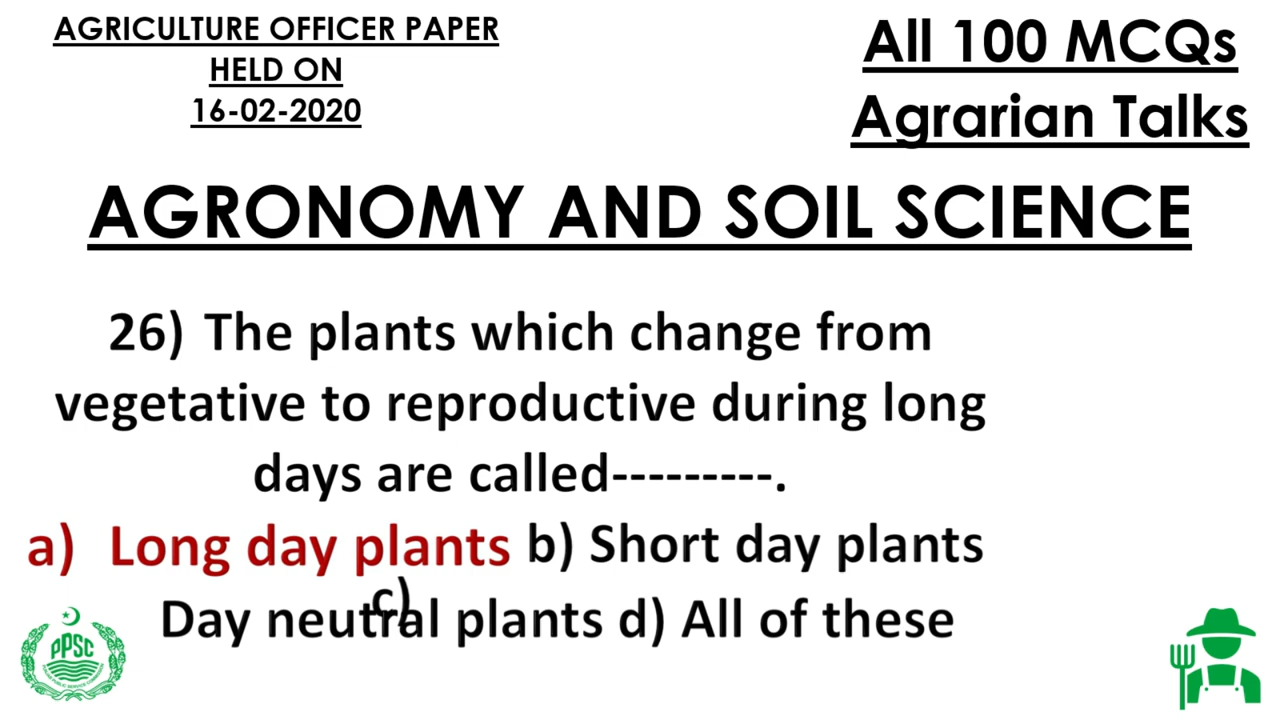 AGRICULTURE OFFICER PAPER
HELD ON
16-02-2020
All 100 MCQs
Agrarian Talks
AGRONOMY AND SOIL SCIENCE
26) The plants which change from
vegetative to reproductive during long
days are called---------.
a) Long day plants b) Short day plants
c)
Day neutral plants d) All of these
PPSC